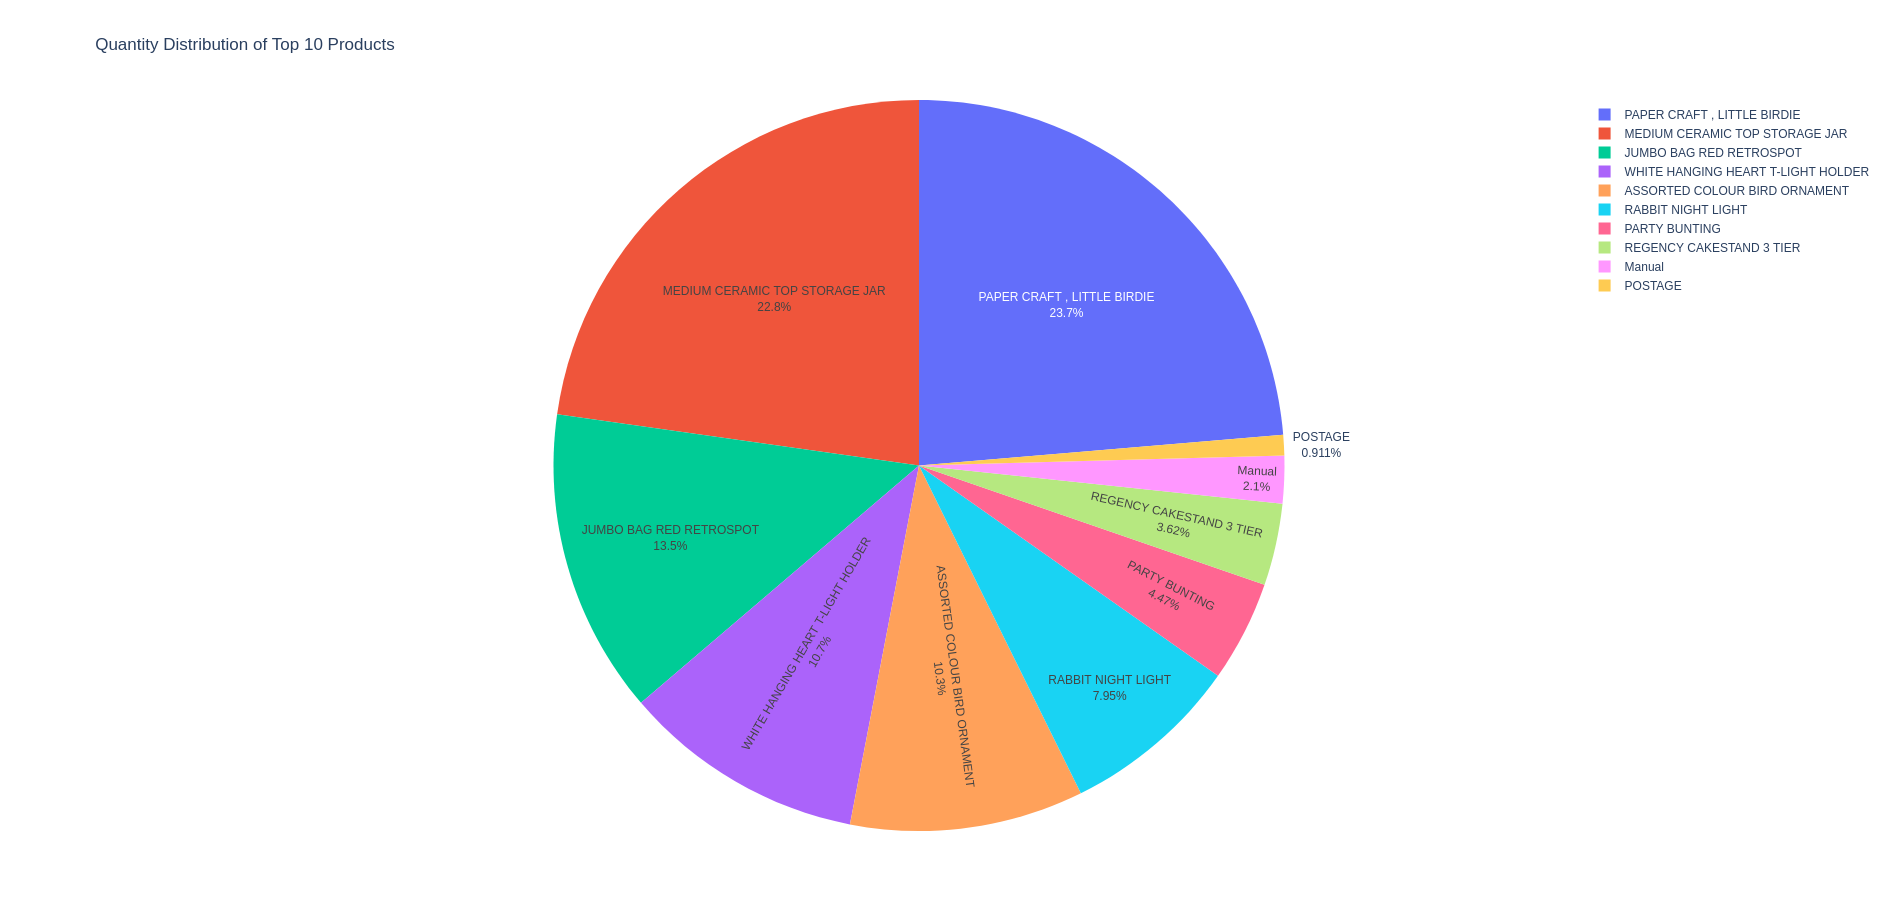 Quantity Distribution of Top 10 Products
PAPER CRAFT , LITTLE BIRDIE
23.7%
MEDIUM CERAMIC TOP STORAGE JAR
22.8%
JUMBO BAG RED RETROSPOT
13.5%
WHITE HANGING HEART T-LIGHT HOLDER
10.7%
ASSORTED COLOUR BIRD ORNAMENT
10.3%
RABBIT NIGHT LIGHT
7.95%
PARTY BUNTING
4.47%
REGENCY CAKESTAND 3 TIER
3.62%
Manual
2.1%
POSTAGE
0.911%
PAPER CRAFT , LITTLE BIRDIE
MEDIUM CERAMIC TOP STORAGE JAR
JUMBO BAG RED RETROSPOT
WHITE HANGING HEART T-LIGHT HOLDER
ASSORTED COLOUR BIRD ORNAMENT
RABBIT NIGHT LIGHT
PARTY BUNTING
REGENCY CAKESTAND 3 TIER
Manual
POSTAGE